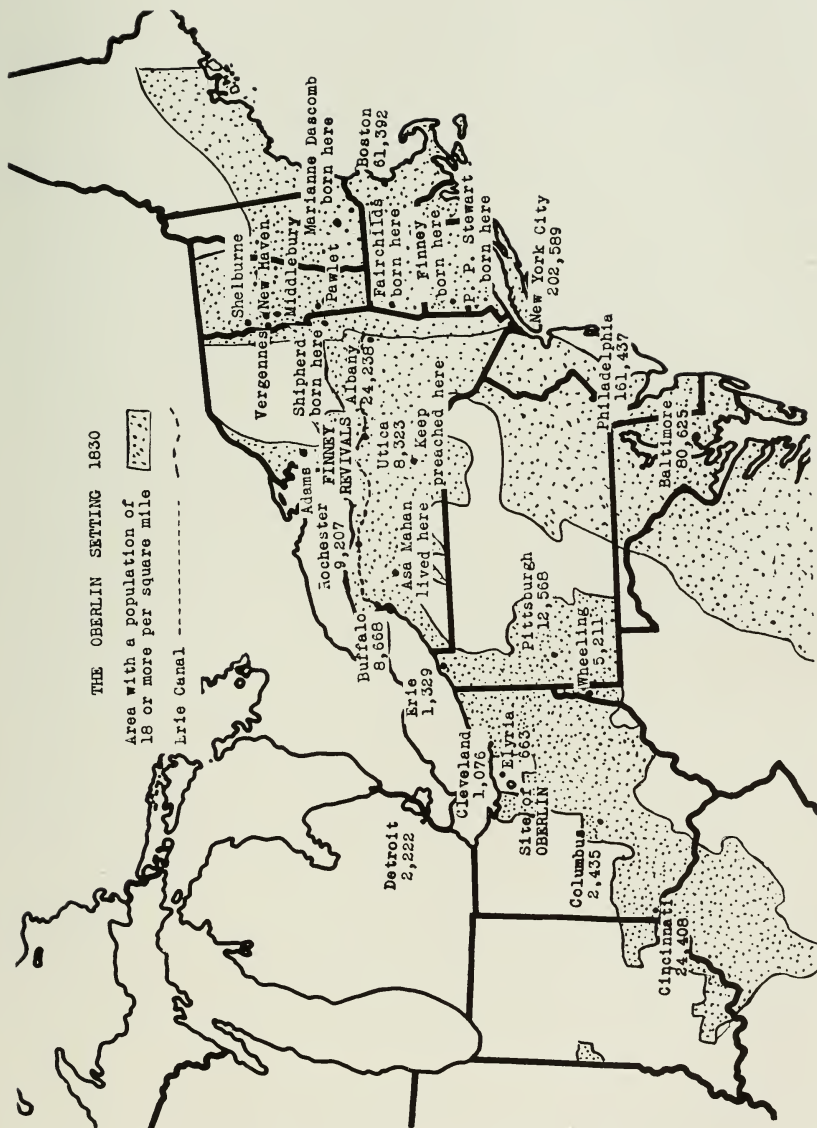 THE OBERLIN SETTING 1830
Area with a population of
18 or more per square mile
Erie Canal
Detroit
2,222
Cleveland
1,076
Elyria
663
Site of
OBERLIN
Columbus
2,435
Cincinnati
24,408
Erie
1,329
Buffalo
8,668
Pittsburgh
12,568
Wheeling
5,211
Rochester
9,207
Adams
FINNEY
REVIVALS
Asa Mahan
lived here
Utica
8,323
Keep
preached here
Albany
24,238
Shipherd
born here
Vergennes
Shelburne
New Haven
Middlebury
Pawlet
Marianne Dascomb
born here
Boston
61,392
Fairchilds
born here
Finney
born here
P. P. Stewart
born here
New York City
202,589
Philadelphia
161,437
Baltimore
80,625